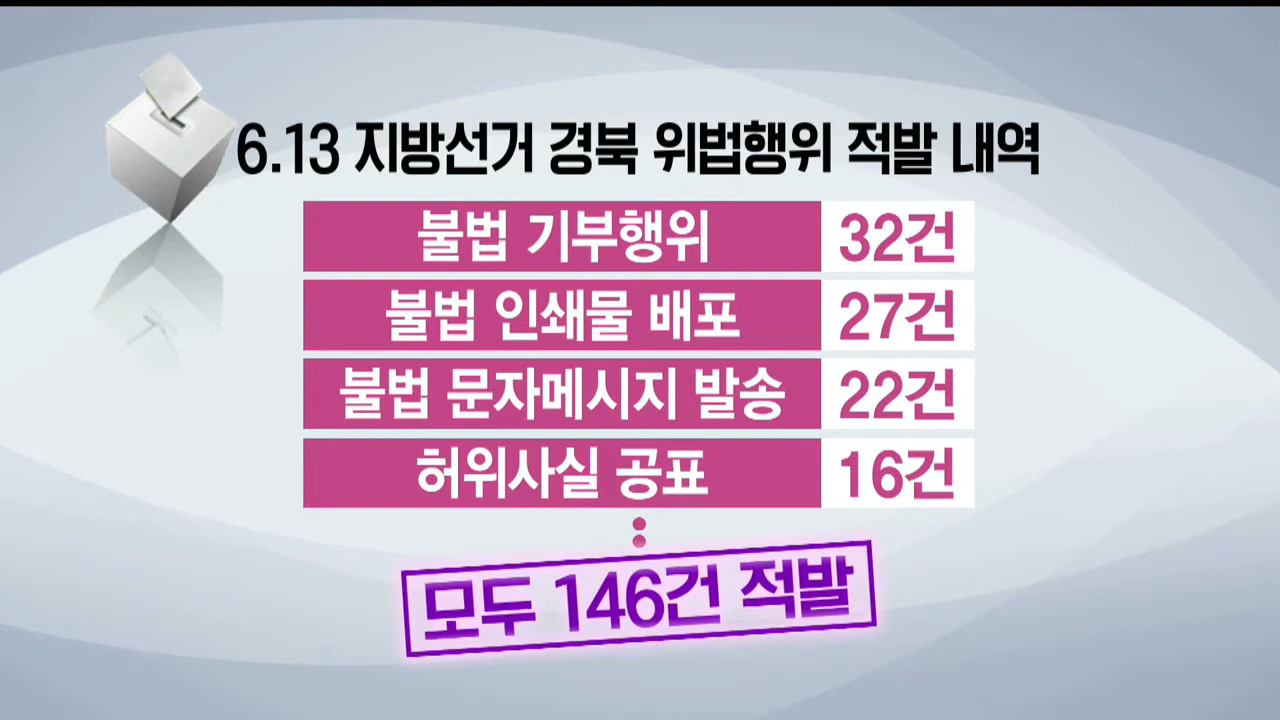 6.13 지방선거 경북 위법행위 적발 내역
불법 기부행위 32건
불법 인쇄물 배포 27건
불법 문자메시지 발송 22건
허위사실 공표 16건
모두 146건 적발